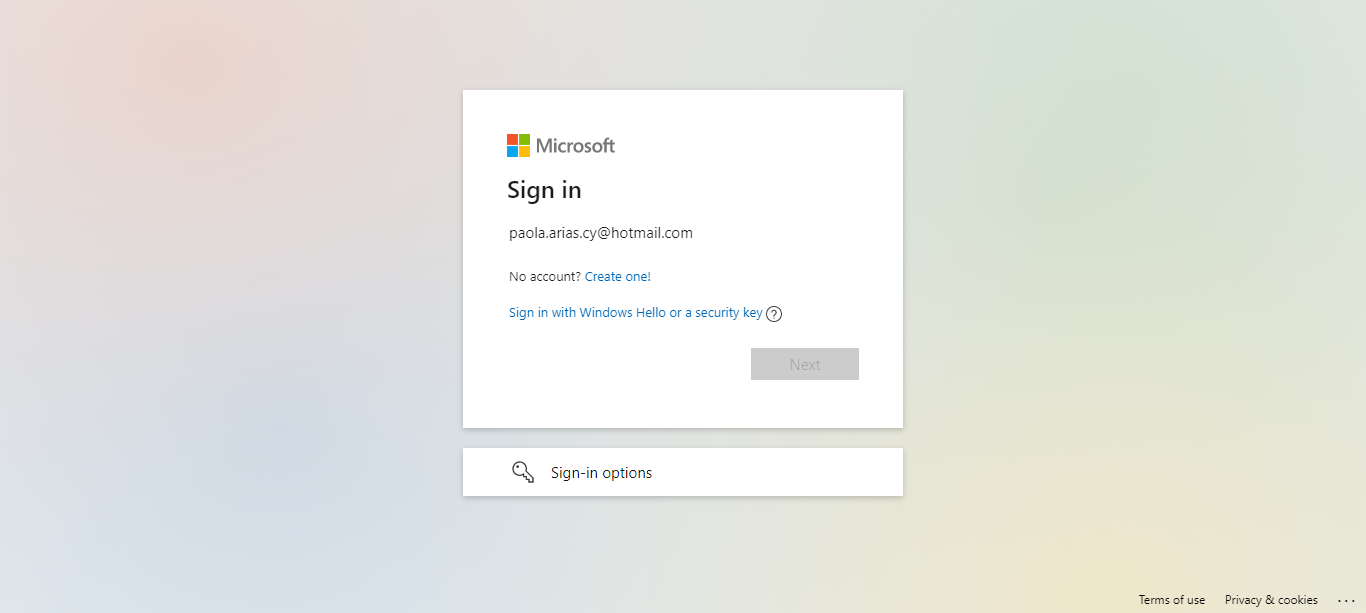 Microsoft
Sign in
paola.arias.cy@hotmail.com
No account? Create one!
Sign in with Windows Hello or a security key ?
Next
Sign-in options
Terms of use Privacy & cookies ...